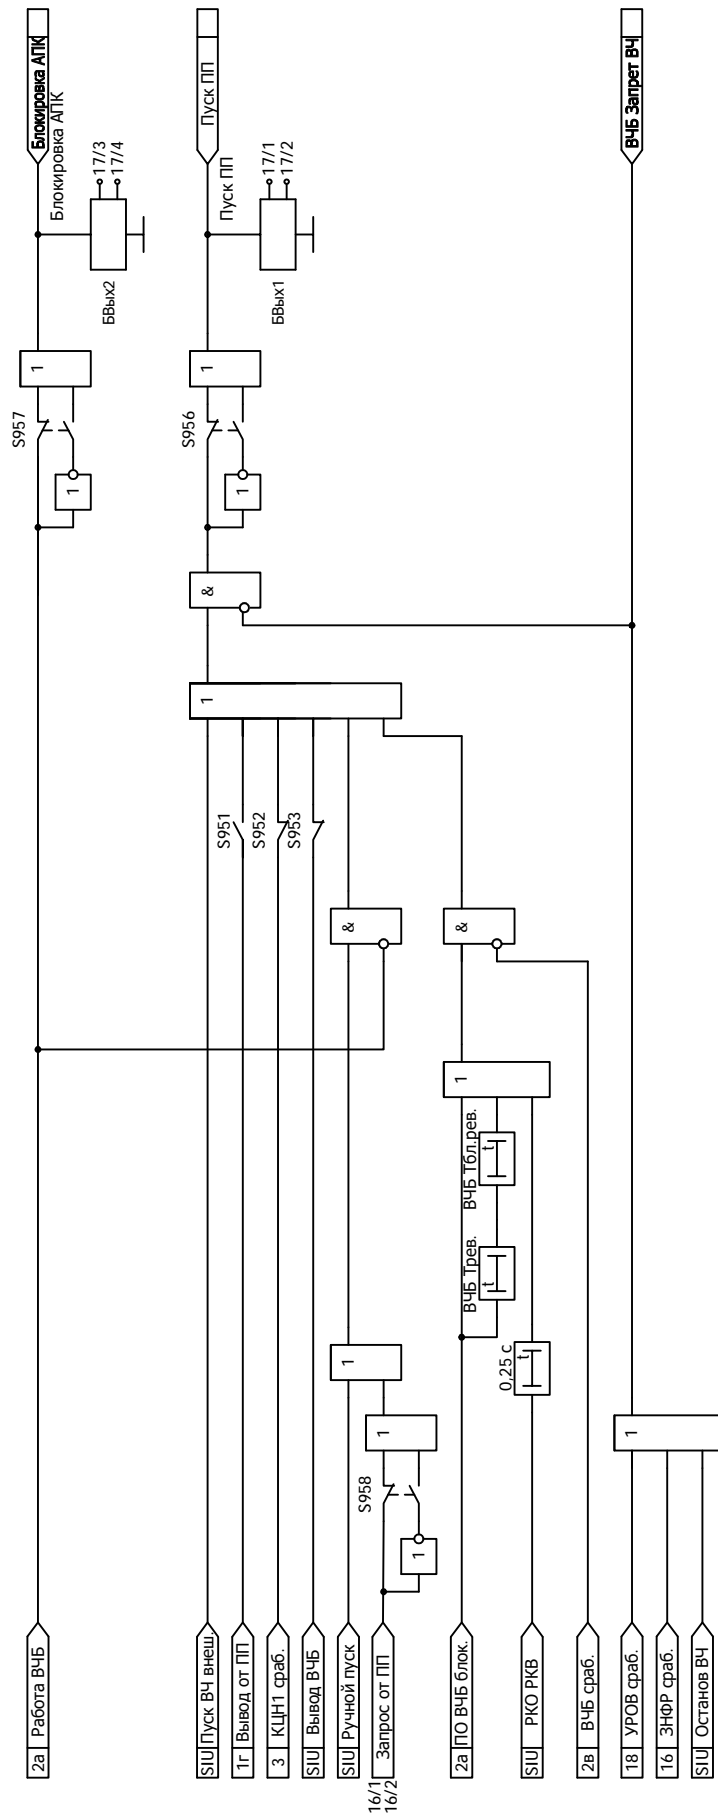 Блокировка АПК
Блокировка АПК
17/3
17/4
БВых2
1
S957
1
2а Работа ВЧБ
Пуск ПП
Пуск ПП
17/1
17/2
БВых1
1
S956
1
&
1
S951
S952
S953
&
&
1
ВЧБ Тбл.рев.
t
ВЧБ Трев.
t
0,25 с
t
1
1
S958
1
SIU Пуск ВЧ внеш.
1г Вывод от ПП
3 КЦН1 сраб.
SIU Вывод ВЧБ
SIU Ручной пуск
16/1
16/2
Запрос от ПП
2а ПО ВЧБ блок.
SIU РКО РКВ
2в ВЧБ сраб.
ВЧБ Запрет ВЧ
1
18 УРОВ сраб.
16 ЗНФР сраб.
SIU Останов ВЧ